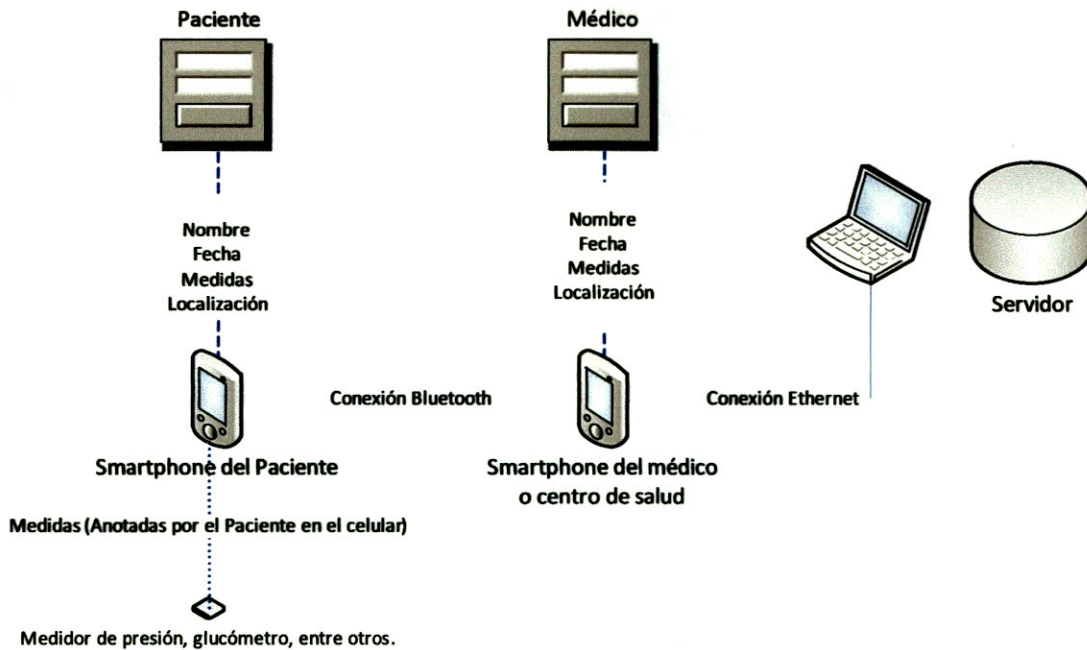 Paciente
Médico
Nombre
Fecha
Medidas
Localización
Nombre
Fecha
Medidas
Localización
Servidor
Conexión Bluetooth
Conexión Ethernet
Smartphone del Paciente
Smartphone del médico
o centro de salud
Medidas (Anotadas por el Paciente en el celular)
Medidor de presión, glucómetro, entre otros.